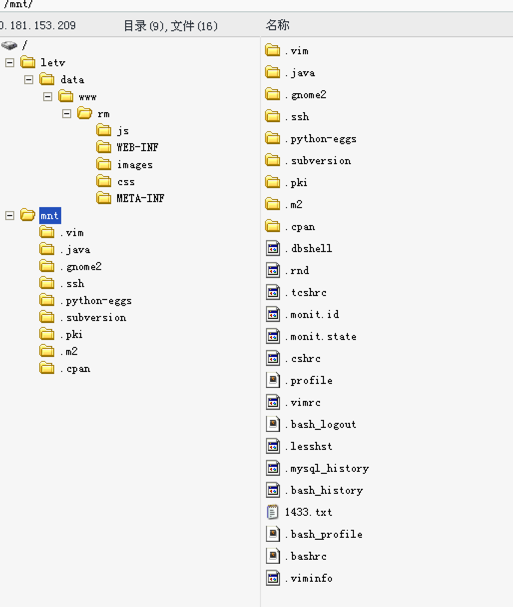 /mnt/
0.181.153.209 目录(9),文件(16) 名称
/
letv
data
www
rm
js
WEB-INF
images
css
META-INF
mnt
.vim
.java
.gnome2
.ssh
.python-eggs
.subversion
.pki
.m2
.cpan
.vim
.java
.gnome2
.ssh
.python-eggs
.subversion
.pki
.m2
.cpan
.dbshell
.rnd
.tcshrc
.monit.id
.monit.state
.cshrc
.profile
.vimrc
.bash_logout
.lesshst
.mysql_history
.bash_history
1433.txt
.bash_profile
.bashrc
.viminfo